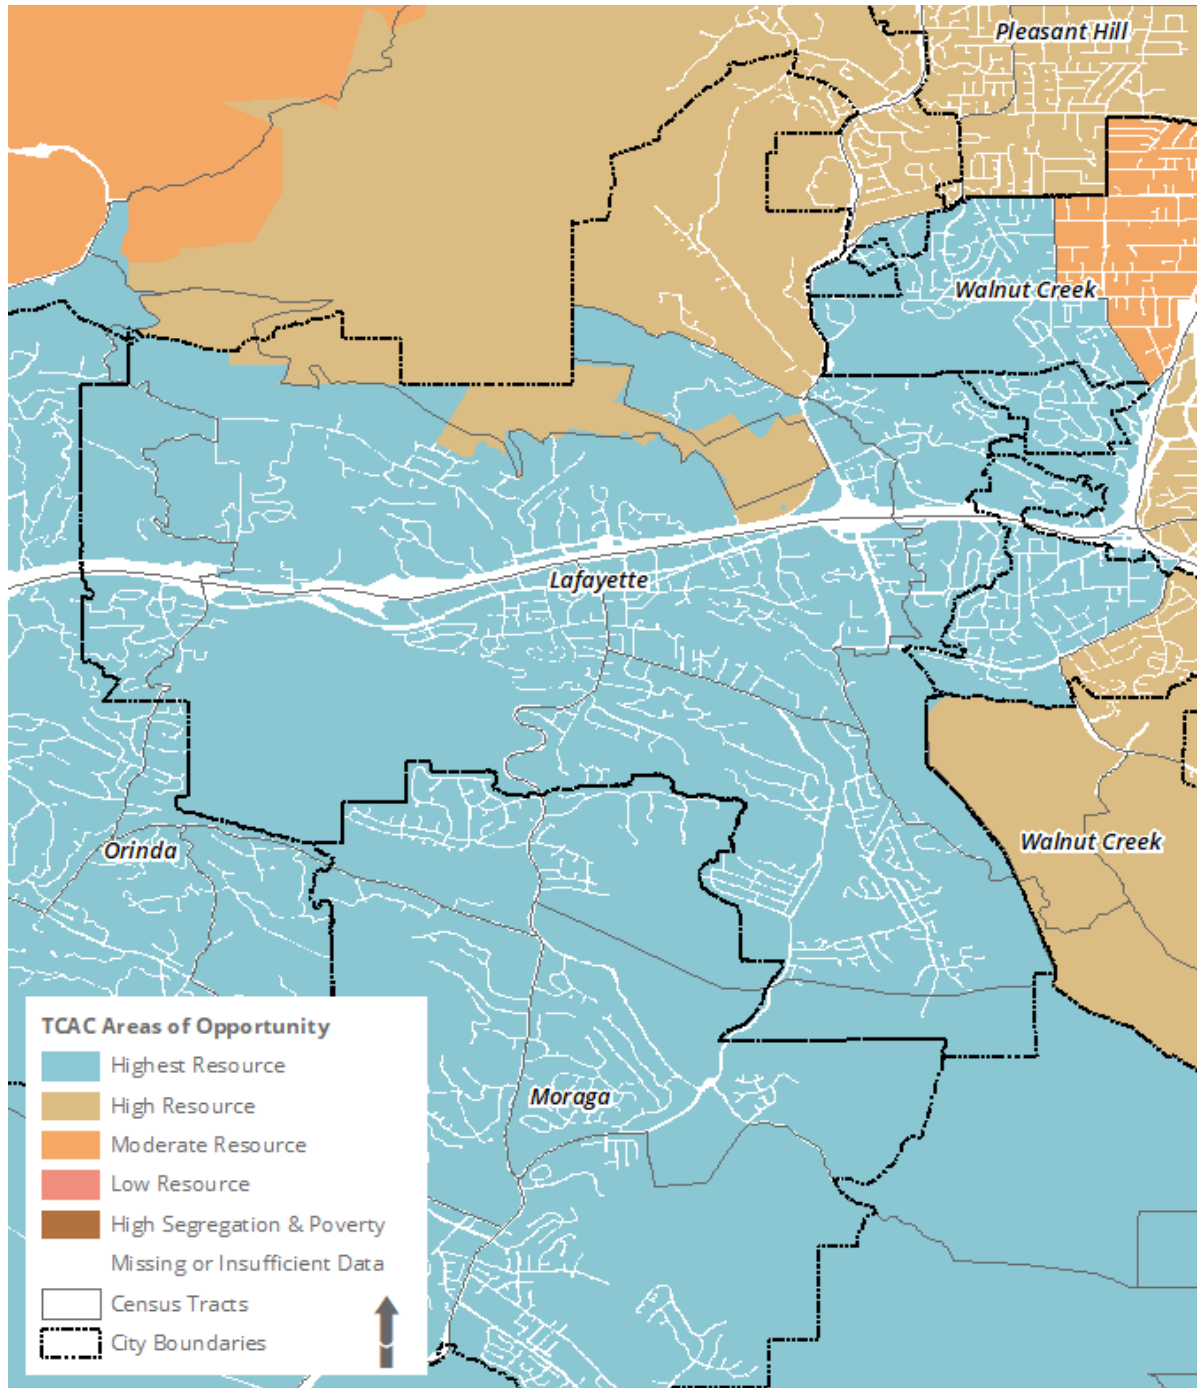 Pleasant Hill
Walnut Creek
Lafayette
Walnut Creek
Orinda
Moraga
TCAC Areas of Opportunity
Highest Resource
High Resource
Moderate Resource
Low Resource
High Segregation & Poverty
Missing or Insufficient Data
Census Tracts
City Boundaries